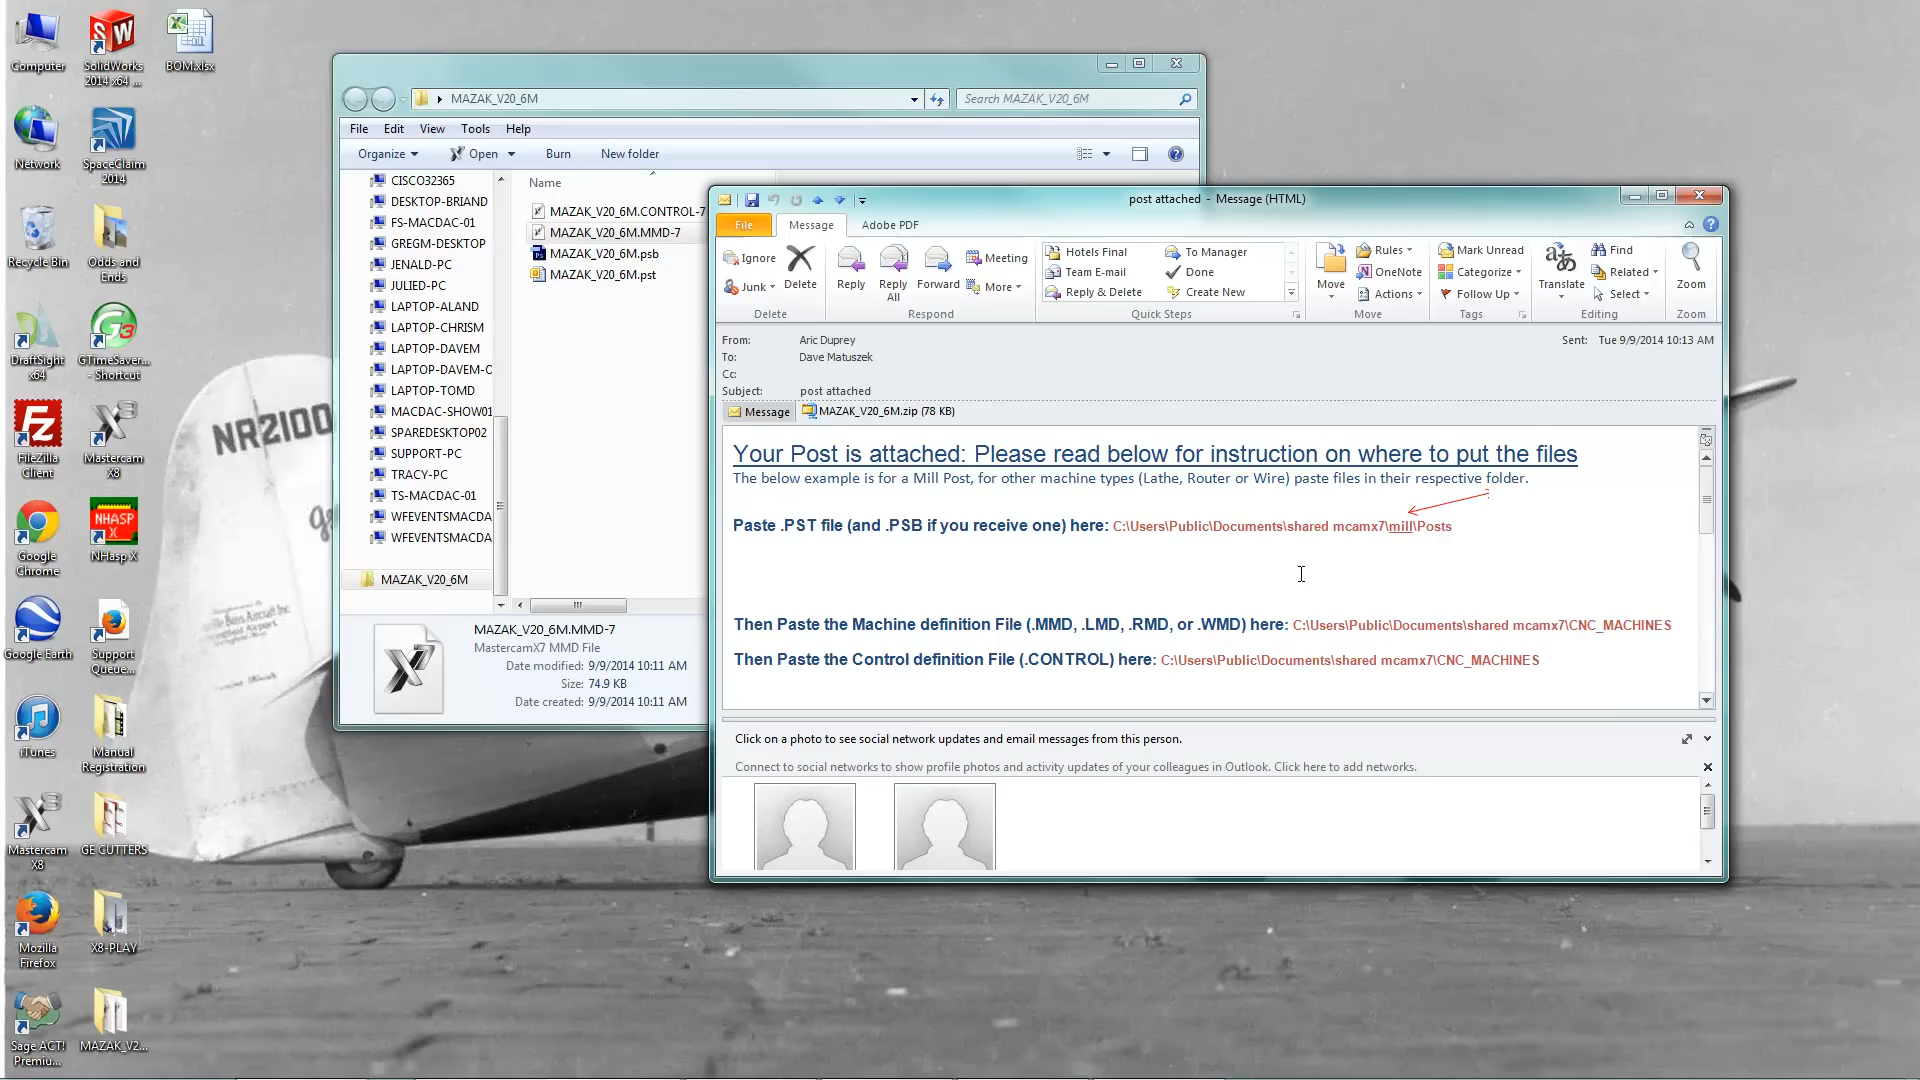 Computer
SolidWorks 2014 x64 ...
BOM.xlsx
Network
SpaceClaim 2014
Recycle Bin
Odds and Ends
DraftSight x64
GTimeSaver... - Shortcut
FileZilla Client
Mastercam X8
Google Chrome
NHASP X
NHasp X
Google Earth
Support Queue...
iTunes
Manual Registration
Mastercam X8
GE CUTTERS
Mozilla Firefox
X8-PLAY
Sage ACT! Premiu...
MAZAK_V2...
NR2100
MAZAK_V20_6M
Search MAZAK_V20_6M
File Edit View Tools Help
Organize Open Burn New folder
CISCO32365
DESKTOP-BRIAND
FS-MACDAC-01
GREGM-DESKTOP
JENALD-PC
JULIED-PC
LAPTOP-ALAND
LAPTOP-CHRISM
LAPTOP-DAVEM
LAPTOP-DAVEM-C
LAPTOP-TOMD
MACDAC-SHOW01
SPAREDESKTOP02
SUPPORT-PC
TRACY-PC
TS-MACDAC-01
WFEVENTSMACDA
WFEVENTSMACDA
MAZAK_V20_6M
Name
MAZAK_V20_6M.CONTROL-7
MAZAK_V20_6M.MMD-7
MAZAK_V20_6M.psb
MAZAK_V20_6M.pst
MAZAK_V20_6M.MMD-7
MastercamX7 MMD File
Date modified: 9/9/2014 10:11 AM
Size: 74.9 KB
Date created: 9/9/2014 10:11 AM
post attached - Message (HTML)
File Message Adobe PDF
Ignore
Junk
Delete
Delete
Reply
Reply All
Forward
Meeting
More
Respond
Hotels Final
Team E-mail
Reply & Delete
To Manager
Done
Create New
Quick Steps
Move
Rules
OneNote
Actions
Move
Mark Unread
Categorize
Follow Up
Tags
Translate
Find
Related
Select
Editing
Zoom
Zoom
From: Aric Duprey
Sent: Tue 9/9/2014 10:13 AM
To: Dave Matuszek
Cc:
Subject: post attached
Message MAZAK_V20_6M.zip (78 KB)
Your Post is attached: Please read below for instruction on where to put the files
The below example is for a Mill Post, for other machine types (Lathe, Router or Wire) paste files in their respective folder.
Paste .PST file (and .PSB if you receive one) here: C:\Users\Public\Documents\shared mcamx7\mill\Posts
Then Paste the Machine definition File (.MMD, .LMD, .RMD, or .WMD) here: C:\Users\Public\Documents\shared mcamx7\CNC_MACHINES
Then Paste the Control definition File (.CONTROL) here: C:\Users\Public\Documents\shared mcamx7\CNC_MACHINES
Click on a photo to see social network updates and email messages from this person.
Connect to social networks to show profile photos and activity updates of your colleagues in Outlook. Click here to add networks.